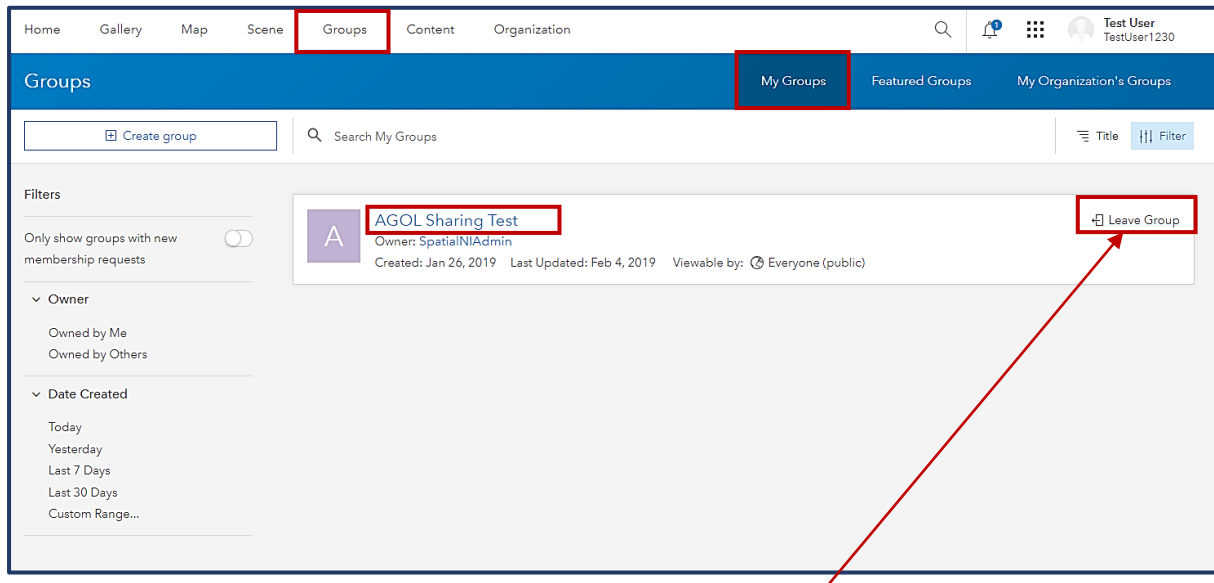 Home Gallery Map Scene Groups Content Organization 1 Test User
TestUser1230
Groups My Groups Featured Groups My Organization's Groups
Create group Search My Groups Title Filter
Filters
Only show groups with new
membership requests
Owner
Owned by Me
Owned by Others
Date Created
Today
Yesterday
Last 7 Days
Last 30 Days
Custom Range...
A
AGOL Sharing Test Leave Group
Owner: SpatialNIAdmin
Created: Jan 26, 2019 Last Updated: Feb 4, 2019 Viewable by: Everyone (public)